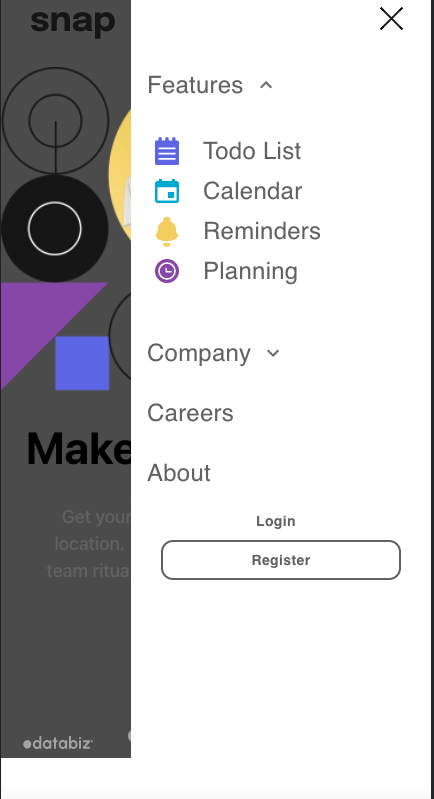 snap
Features
Todo List
Calendar
Reminders
Planning
Company
Careers
About
Login
Register
Make
Get your
location.
team ritua
databiz